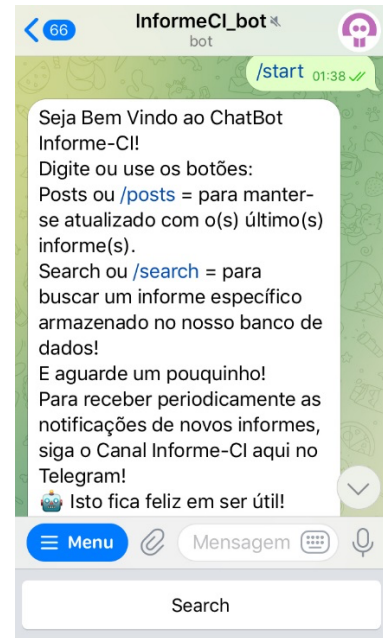 66
InformeCI_bot
bot
/start 01:38
Seja Bem Vindo ao ChatBot
Informe-CI!
Digite ou use os botões:
Posts ou /posts = para manter-
se atualizado com o(s) último(s)
informe(s).
Search ou /search = para
buscar um informe específico
armazenado no nosso banco de
dados!
E aguarde um pouquinho!
Para receber periodicamente as
notificações de novos informes,
siga o Canal Informe-CI aqui no
Telegram!
🤖 Isto fica feliz em ser útil!
Menu
Mensagem
Search